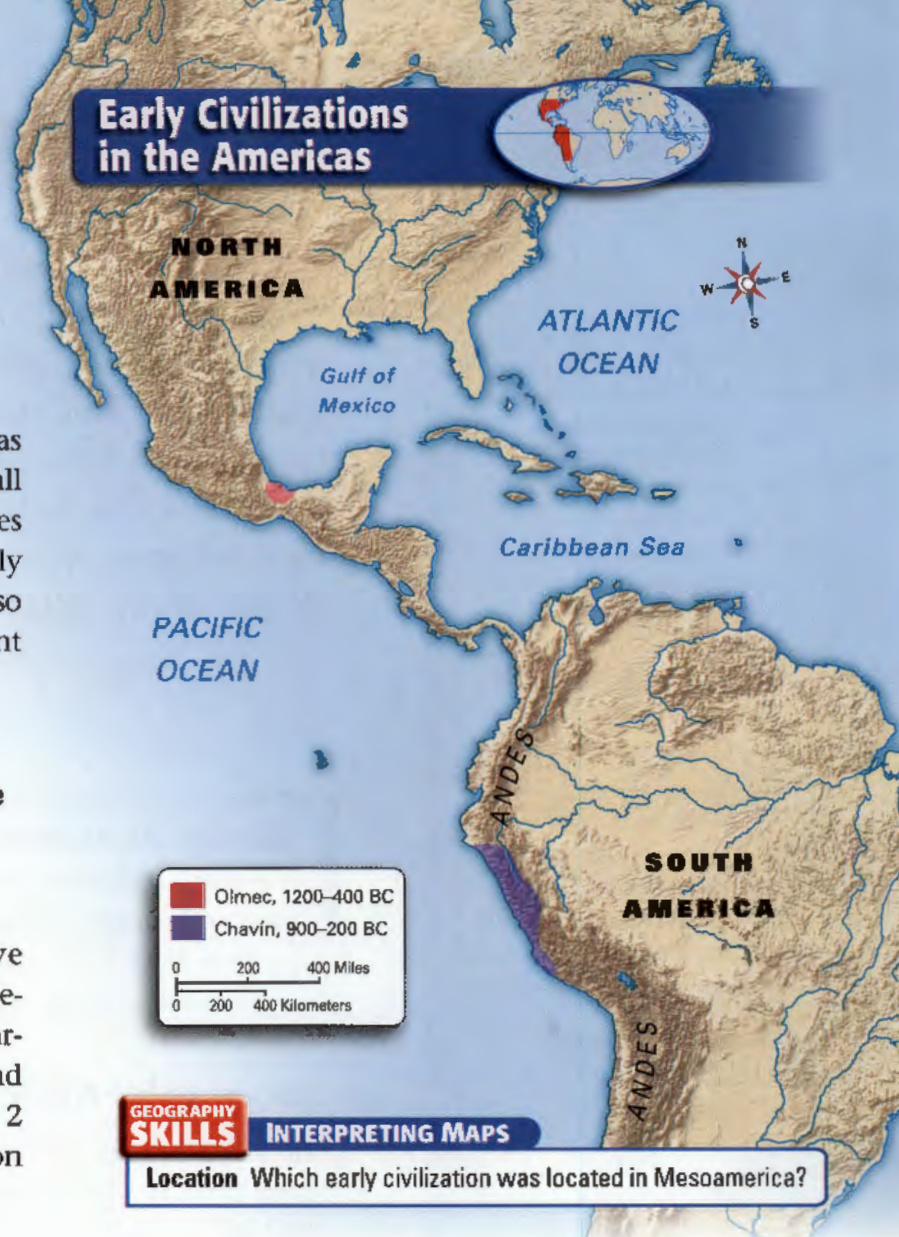 Early Civilizations
in the Americas
NORTH
AMERICA
N
W E
S
ATLANTIC
OCEAN
Gulf of
Mexico
as
all
es
ly
so
nt
Caribbean Sea
PACIFIC
OCEAN
ANDES
e
SOUTH
AMERICA
Olmec, 1200–400 BC
Chavín, 900–200 BC
0 200 400 Miles
0 200 400 Kilometers
ve
e-
ar-
nd
2
on
ANDES
GEOGRAPHY
SKILLS INTERPRETING MAPS
Location Which early civilization was located in Mesoamerica?